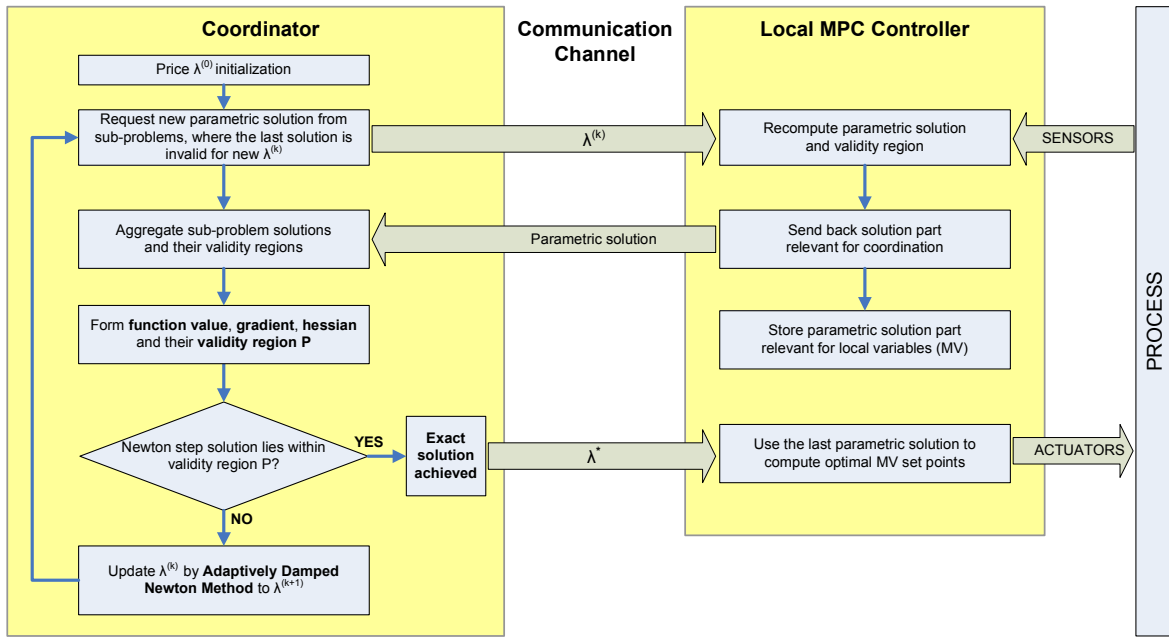 Coordinator
Communication
Channel
Local MPC Controller
Price λ(0) initialization
Request new parametric solution from
sub-problems, where the last solution is
invalid for new λ(k)
λ(k)
Recompute parametric solution
and validity region
SENSORS
Aggregate sub-problem solutions
and their validity regions
Parametric solution
Send back solution part
relevant for coordination
Form function value, gradient, hessian
and their validity region P
Store parametric solution part
relevant for local variables (MV)
PROCESS
Newton step solution lies within
validity region P?
YES
Exact
solution
achieved
λ*
Use the last parametric solution to
compute optimal MV set points
ACTUATORS
NO
Update λ(k) by Adaptively Damped
Newton Method to λ(k+1)